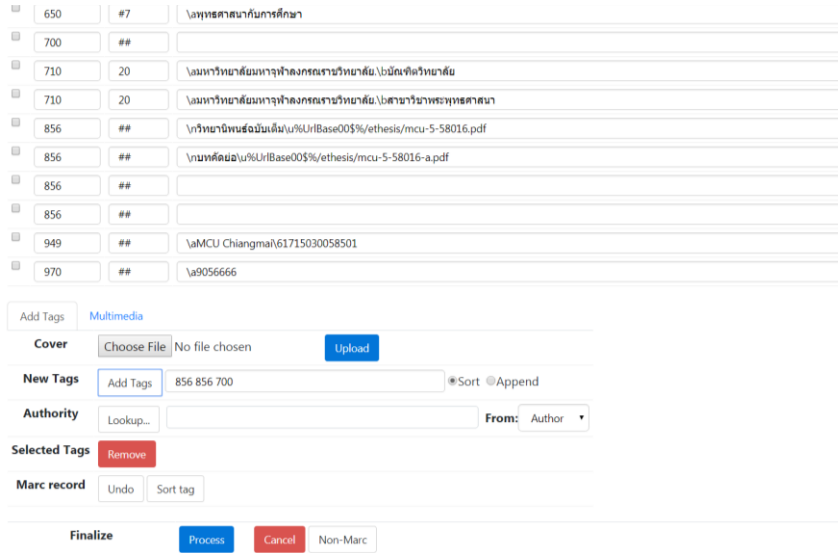 650 #7 \aพุทธศาสนากับการศึกษา
700 ##
710 20 \aมหาวิทยาลัยมหาจุฬาลงกรณราชวิทยาลัย.\bบัณฑิตวิทยาลัย
710 20 \aมหาวิทยาลัยมหาจุฬาลงกรณราชวิทยาลัย.\bสาขาวิชาพระพุทธศาสนา
856 ## \nวิทยานิพนธ์ฉบับเต็ม\u%UrlBase00$%/ethesis/mcu-5-58016.pdf
856 ## \nบทคัดย่อ\u%UrlBase00$%/ethesis/mcu-5-58016-a.pdf
856 ##
856 ##
949 ## \aMCU Chiangmai\61715030058501
970 ## \a9056666
Add Tags Multimedia
Cover Choose File No file chosen Upload
New Tags Add Tags 856 856 700 Sort Append
Authority Lookup... From: Author
Selected Tags Remove
Marc record Undo Sort tag
Finalize Process Cancel Non-Marc